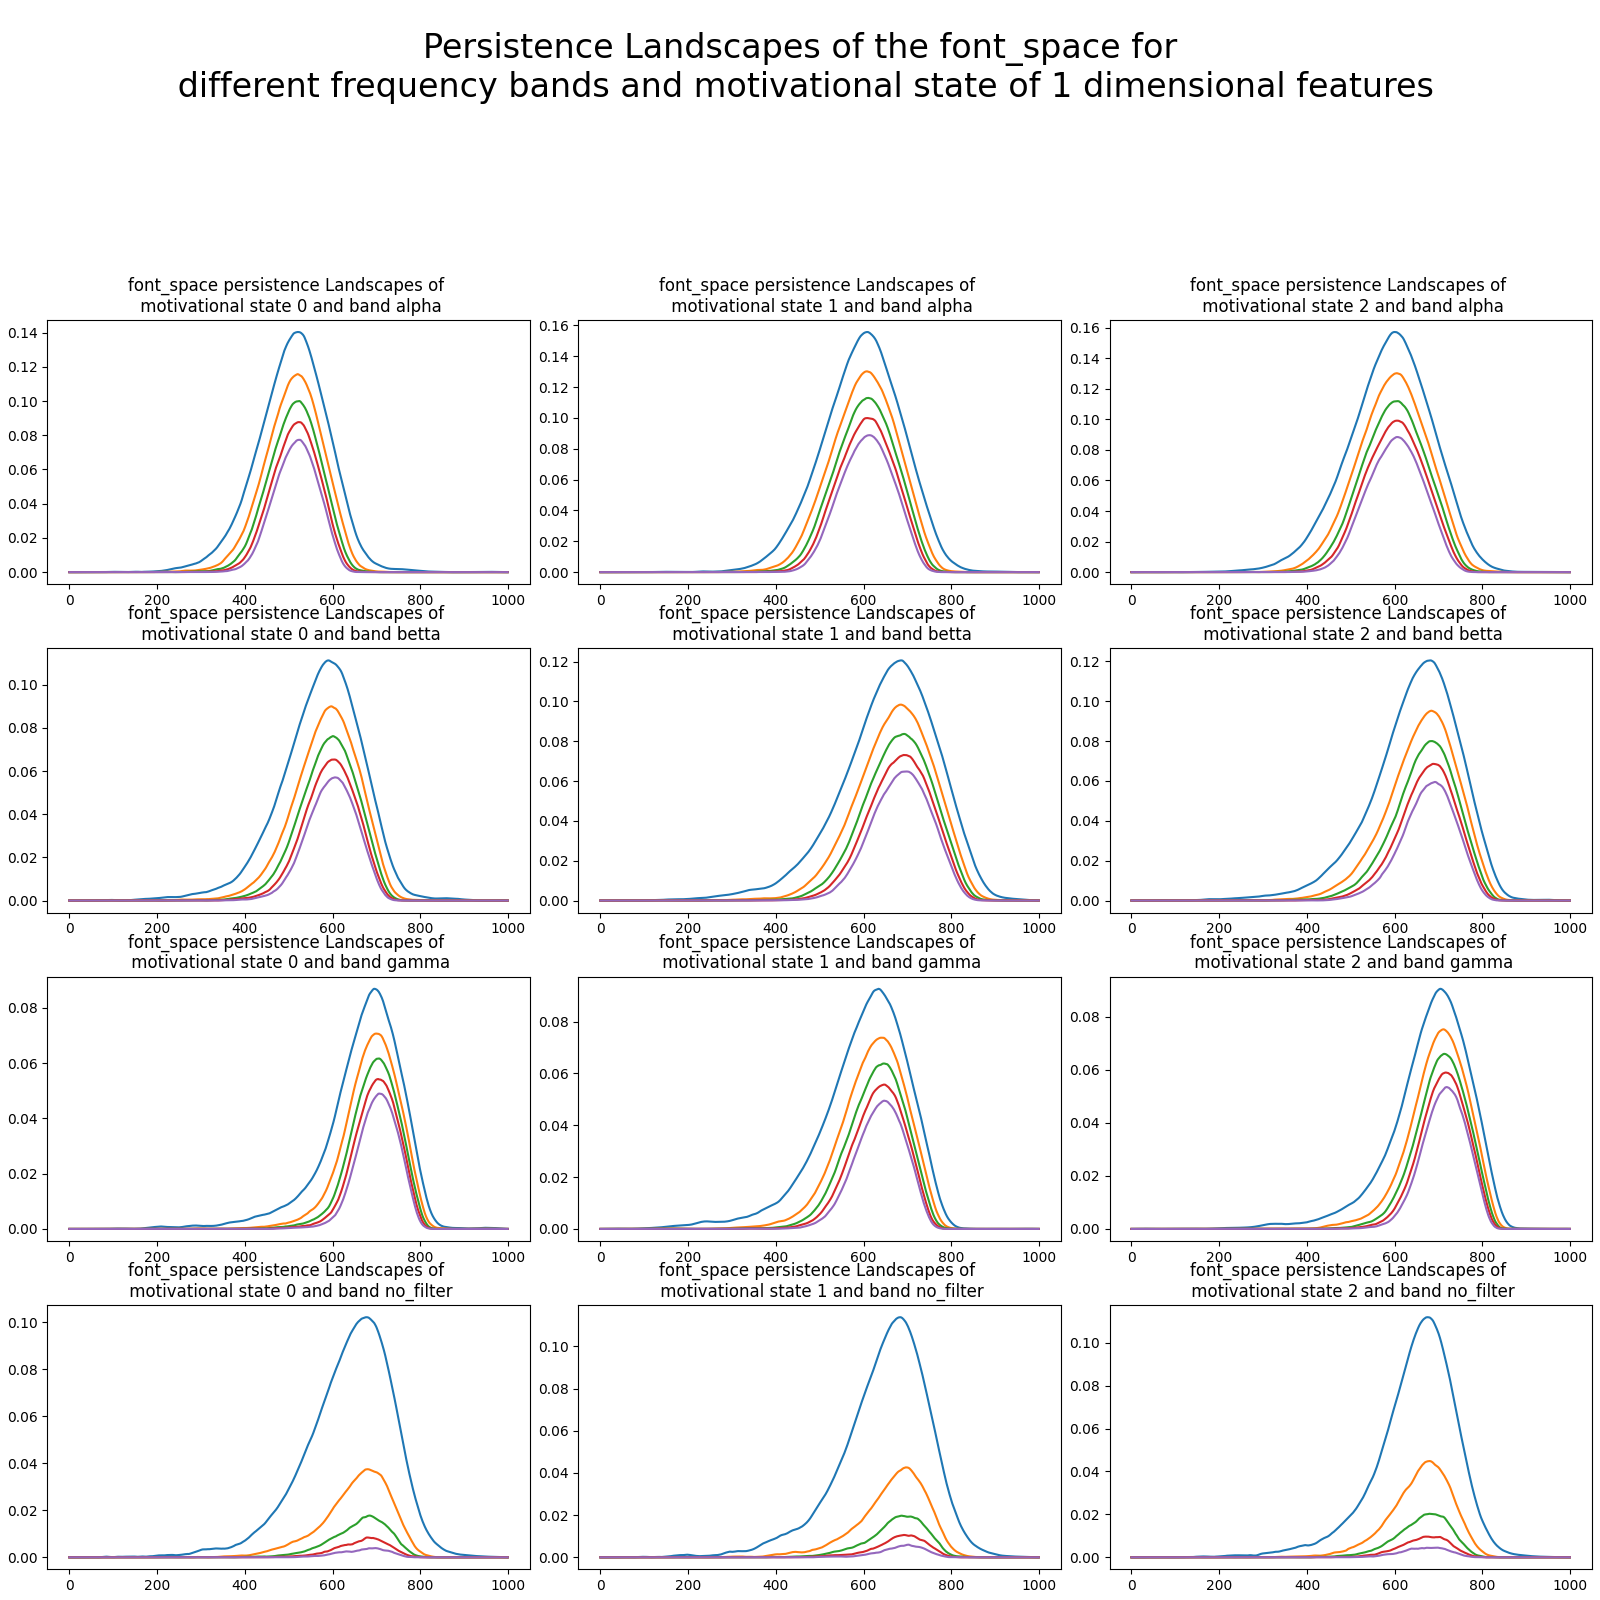 Persistence Landscapes of the font_space for
different frequency bands and motivational state of 1 dimensional features
font_space persistence Landscapes of
motivational state 0 and band alpha
0.14
0.12
0.10
0.08
0.06
0.04
0.02
0.00
0 200 400 600 800 1000
font_space persistence Landscapes of
motivational state 1 and band alpha
0.16
0.14
0.12
0.10
0.08
0.06
0.04
0.02
0.00
0 200 400 600 800 1000
font_space persistence Landscapes of
motivational state 2 and band alpha
0.16
0.14
0.12
0.10
0.08
0.06
0.04
0.02
0.00
0 200 400 600 800 1000
font_space persistence Landscapes of
motivational state 0 and band betta
0.10
0.08
0.06
0.04
0.02
0.00
0 200 400 600 800 1000
font_space persistence Landscapes of
motivational state 1 and band betta
0.12
0.10
0.08
0.06
0.04
0.02
0.00
0 200 400 600 800 1000
font_space persistence Landscapes of
motivational state 2 and band betta
0.12
0.10
0.08
0.06
0.04
0.02
0.00
0 200 400 600 800 1000
font_space persistence Landscapes of
motivational state 0 and band gamma
0.08
0.06
0.04
0.02
0.00
0 200 400 600 800 1000
font_space persistence Landscapes of
motivational state 1 and band gamma
0.08
0.06
0.04
0.02
0.00
0 200 400 600 800 1000
font_space persistence Landscapes of
motivational state 2 and band gamma
0.08
0.06
0.04
0.02
0.00
0 200 400 600 800 1000
font_space persistence Landscapes of
motivational state 0 and band no_filter
0.10
0.08
0.06
0.04
0.02
0.00
0 200 400 600 800 1000
font_space persistence Landscapes of
motivational state 1 and band no_filter
0.10
0.08
0.06
0.04
0.02
0.00
0 200 400 600 800 1000
font_space persistence Landscapes of
motivational state 2 and band no_filter
0.10
0.08
0.06
0.04
0.02
0.00
0 200 400 600 800 1000